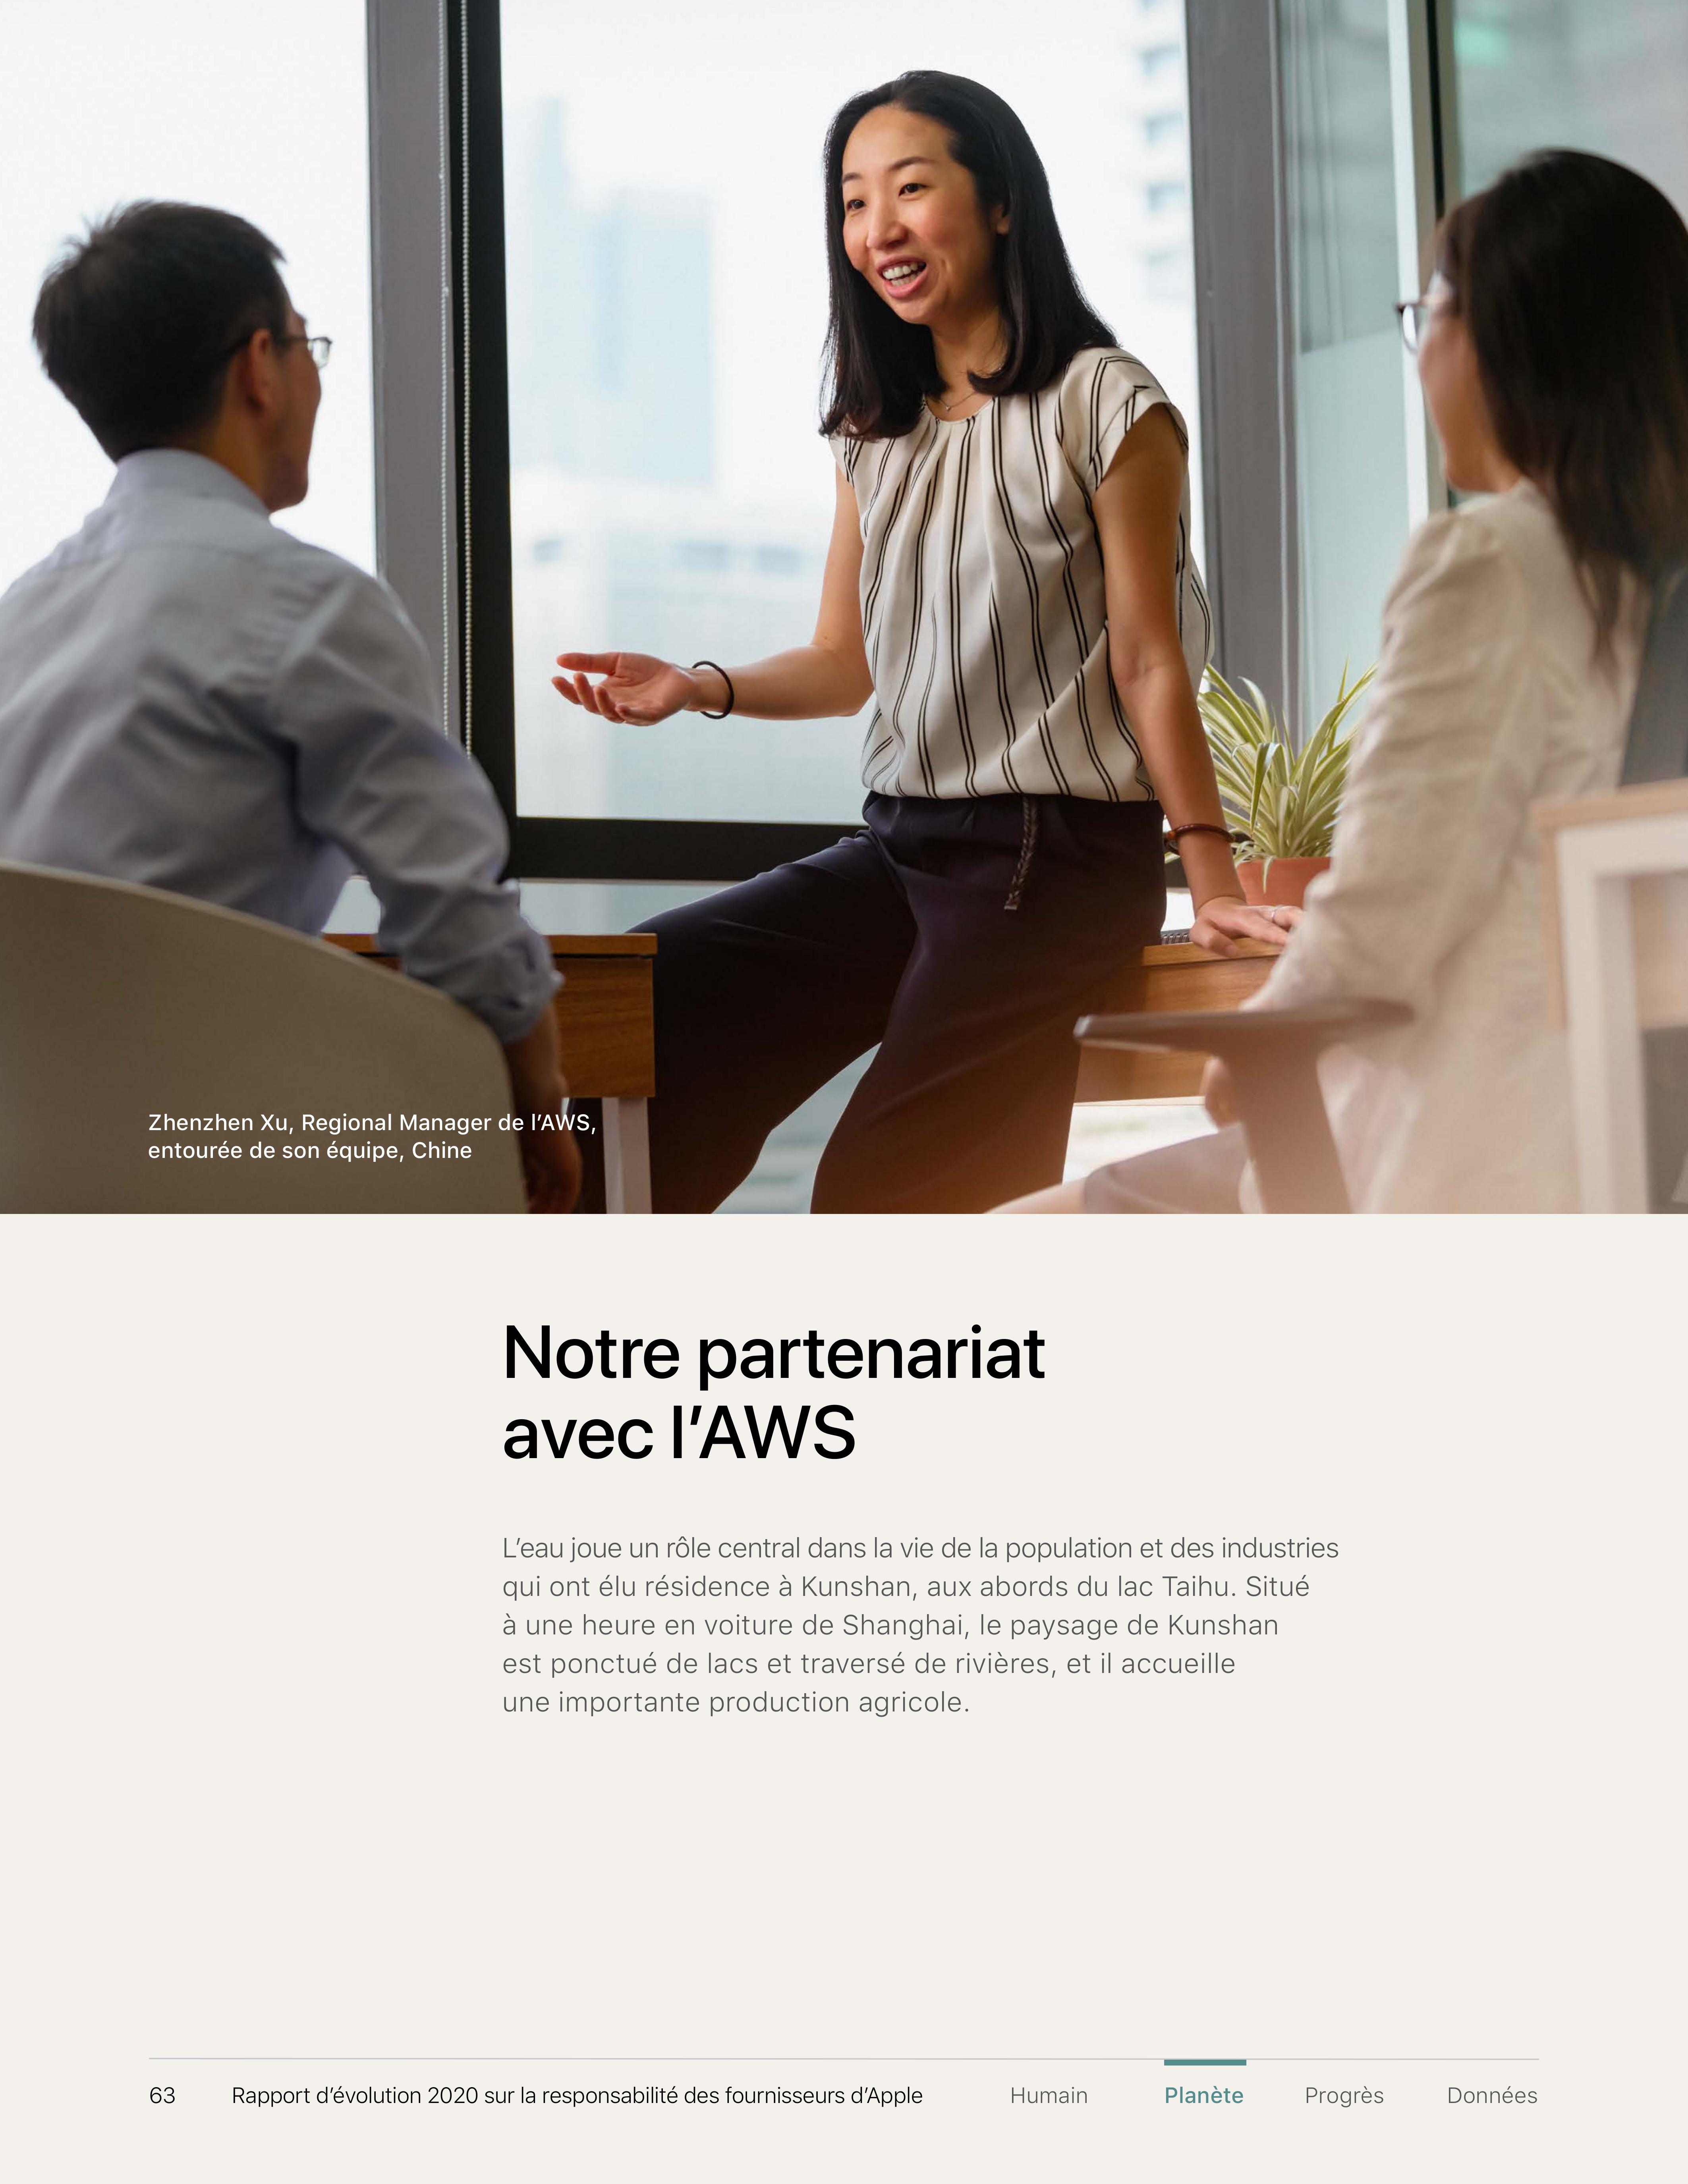 Zhenzhen Xu, Regional Manager de l’AWS,
entourée de son équipe, Chine
Notre partenariat
avec l’AWS
L’eau joue un rôle central dans la vie de la population et des industries
qui ont élu résidence à Kunshan, aux abords du lac Taihu. Situé
à une heure en voiture de Shanghai, le paysage de Kunshan
est ponctué de lacs et traversé de rivières, et il accueille
une importante production agricole.
63 Rapport d’évolution 2020 sur la responsabilité des fournisseurs d’Apple Humain Planète Progrès Données